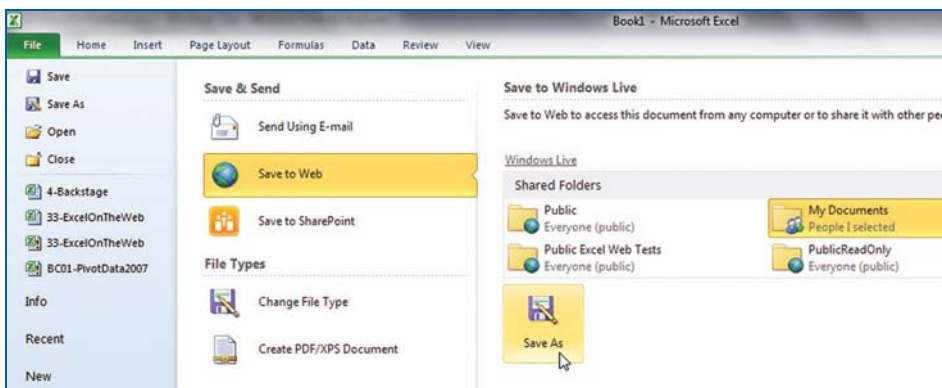 Book1 - Microsoft Excel
File Home Insert Page Layout Formulas Data Review View
Save
Save As
Open
Close
4-Backstage
33-ExcelOnTheWeb
33-ExcelOnTheWeb
BC01-PivotData2007
Info
Recent
New
Save & Send
Send Using E-mail
Save to Web
Save to SharePoint
File Types
Change File Type
Create PDF/XPS Document
Save to Windows Live
Save to Web to access this document from any computer or to share it with other pe
Windows Live
Shared Folders
Public
Everyone (public)
My Documents
People I selected
Public Excel Web Tests
Everyone (public)
PublicReadOnly
Everyone (public)
Save As